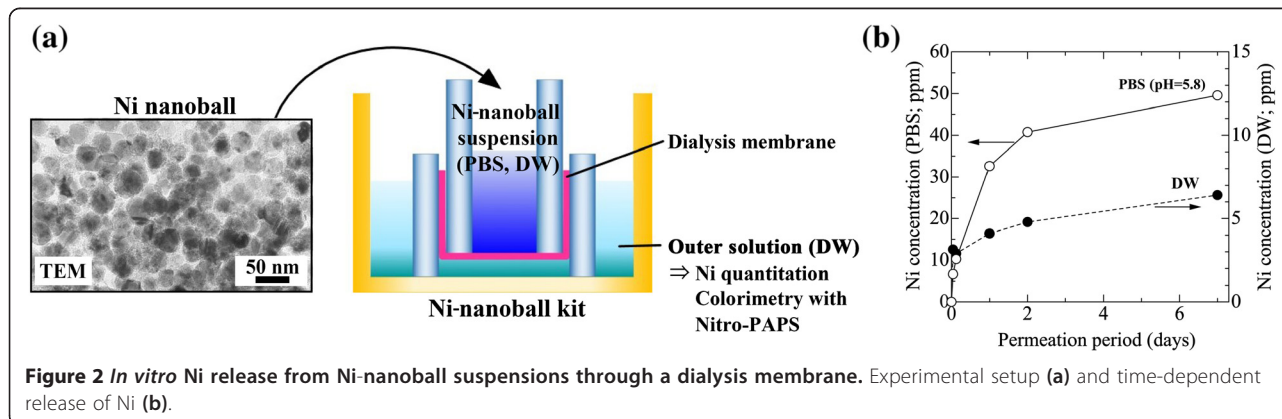 (a)
Ni nanoball
TEM
50 nm
Ni-nanoball
suspension
(PBS, DW)
Dialysis membrane
Outer solution (DW)
⇒ Ni quantitation
Colorimetry with
Nitro-PAPS
Ni-nanoball kit
(b)
Ni concentration (PBS; ppm)
60
50
40
30
20
10
0
PBS (pH=5.8)
DW
15
10
5
0
Ni concentration (DW; ppm)
0 2 4 6
Permeation period (days)
Figure 2 In vitro Ni release from Ni-nanoball suspensions through a dialysis membrane. Experimental setup (a) and time-dependent
release of Ni (b).